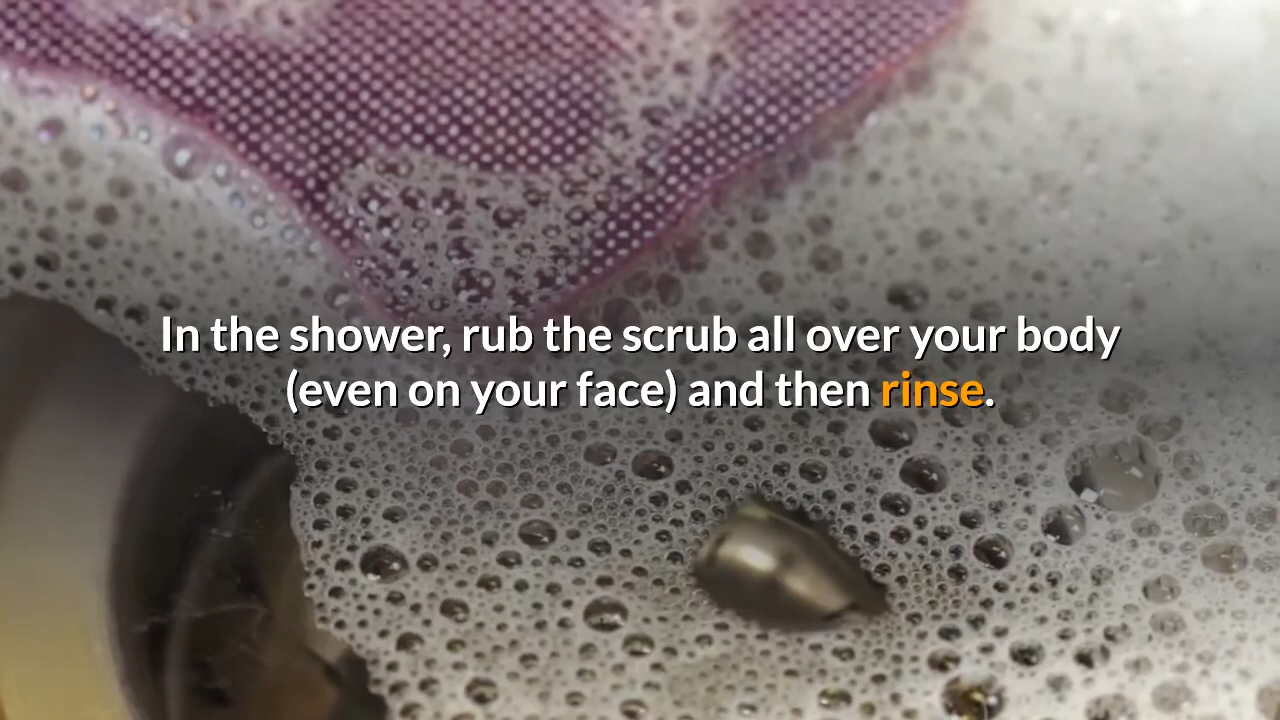 In the shower, rub the scrub all over your body
(even on your face) and then rinse.